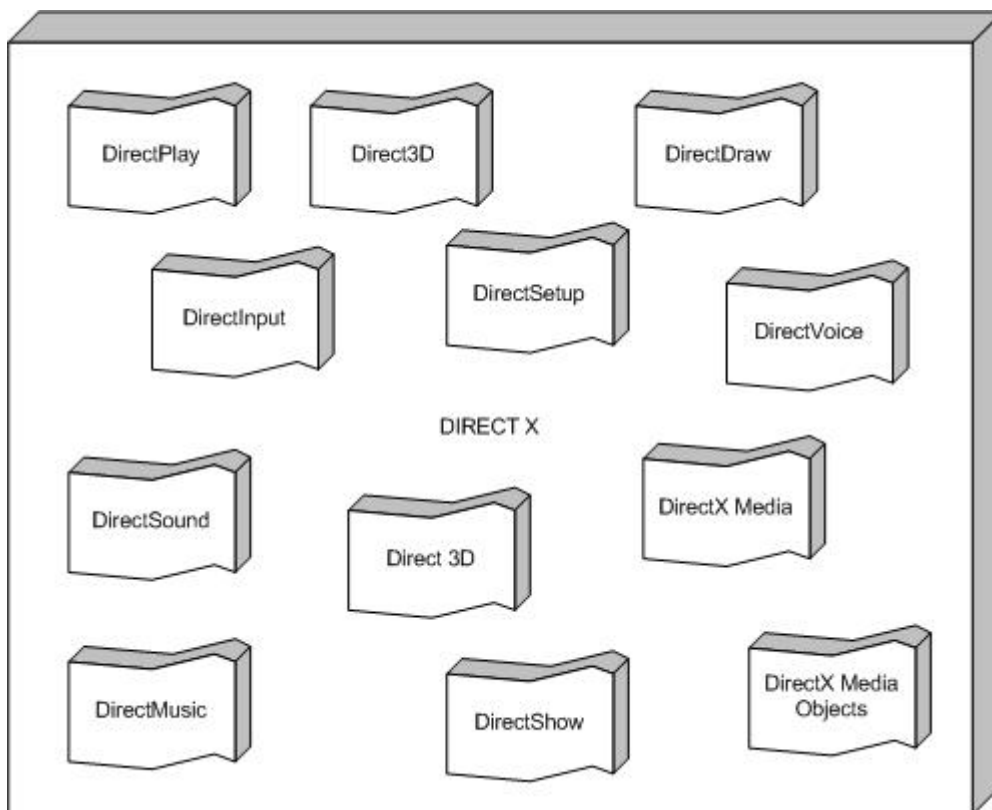 DirectPlay
Direct3D
DirectDraw
DirectInput
DirectSetup
DirectVoice
DIRECT X
DirectSound
Direct 3D
DirectX Media
DirectMusic
DirectShow
DirectX Media
Objects